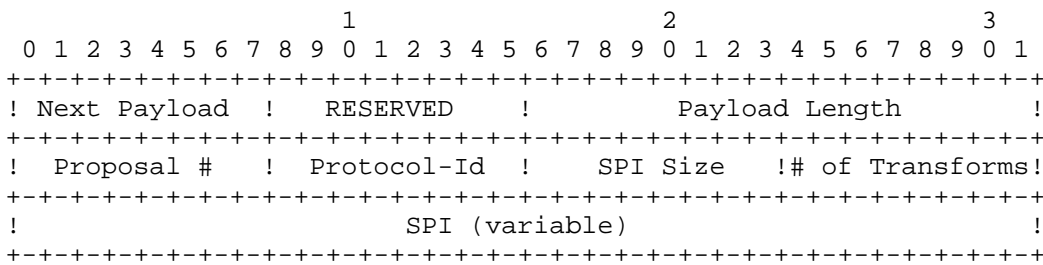 1                   2                   3
 0 1 2 3 4 5 6 7 8 9 0 1 2 3 4 5 6 7 8 9 0 1 2 3 4 5 6 7 8 9 0 1
+-+-+-+-+-+-+-+-+-+-+-+-+-+-+-+-+-+-+-+-+-+-+-+-+-+-+-+-+-+-+-+-+
! Next Payload  !   RESERVED    !         Payload Length        !
+-+-+-+-+-+-+-+-+-+-+-+-+-+-+-+-+-+-+-+-+-+-+-+-+-+-+-+-+-+-+-+-+
!  Proposal #   !  Protocol-Id  !    SPI Size   !# of Transforms!
+-+-+-+-+-+-+-+-+-+-+-+-+-+-+-+-+-+-+-+-+-+-+-+-+-+-+-+-+-+-+-+-+
!                        SPI (variable)                         !
+-+-+-+-+-+-+-+-+-+-+-+-+-+-+-+-+-+-+-+-+-+-+-+-+-+-+-+-+-+-+-+-+